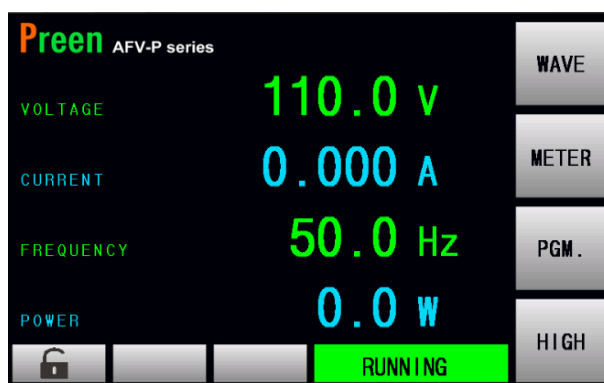 Preen AFV-P series
WAVE
VOLTAGE 110.0 V
CURRENT 0.000 A
METER
FREQUENCY 50.0 Hz
PGM.
POWER 0.0 W
HIGH
RUNNING